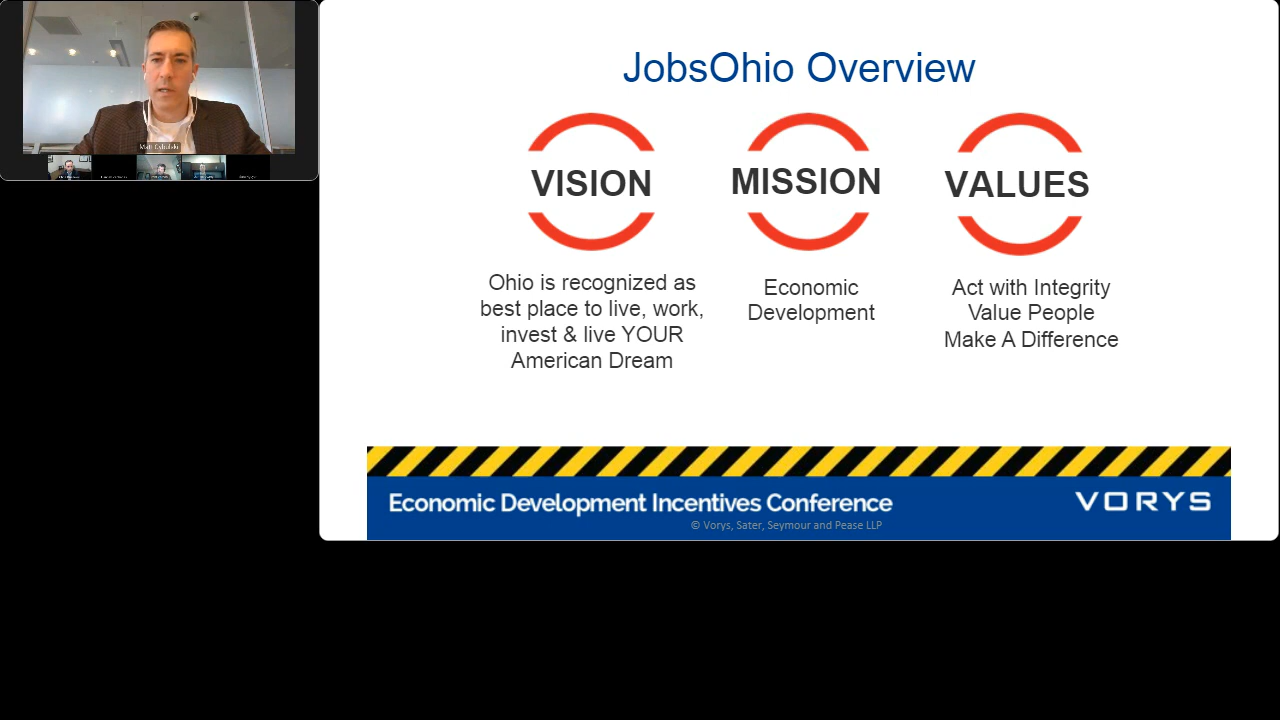 Matt Cybulski
JobsOhio Overview
VISION
Ohio is recognized as
best place to live, work,
invest & live YOUR
American Dream
MISSION
Economic
Development
VALUES
Act with Integrity
Value People
Make A Difference
Economic Development Incentives Conference
VORYS
© Vorys, Sater, Seymour and Pease LLP